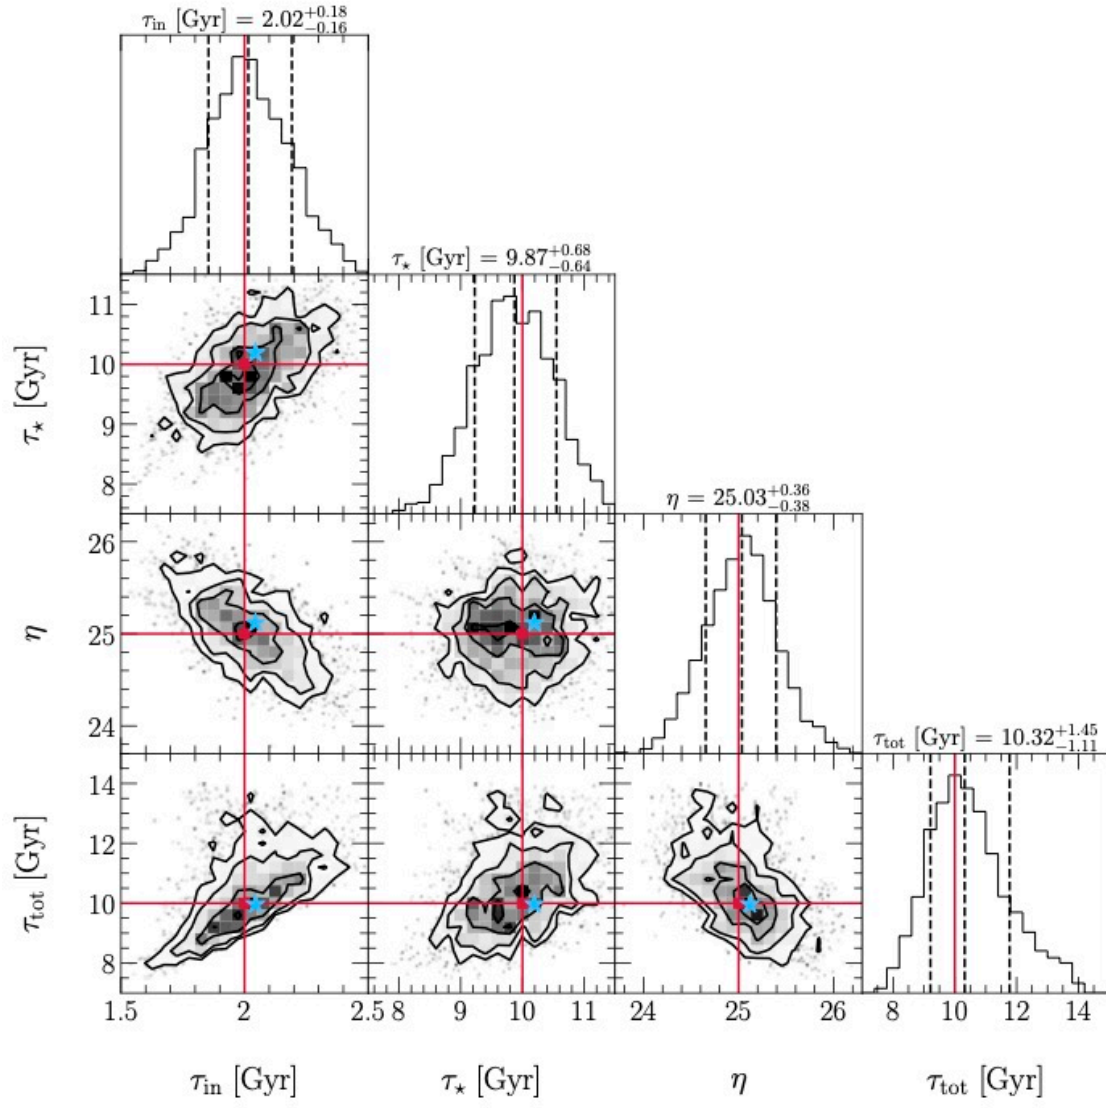 τ_in [Gyr] = 2.02^{+0.18}_{−0.16}
τ_⋆ [Gyr] = 9.87^{+0.68}_{−0.64}
11
10
9
8
τ_⋆ [Gyr]
η = 25.03^{+0.36}_{−0.38}
26
25
24
η
τ_tot [Gyr] = 10.32^{+1.45}_{−1.11}
14
12
10
8
τ_tot [Gyr]
1.5 2 2.5 8 9 10 11 24 25 26 8 10 12 14
τ_in [Gyr] τ_⋆ [Gyr] η τ_tot [Gyr]